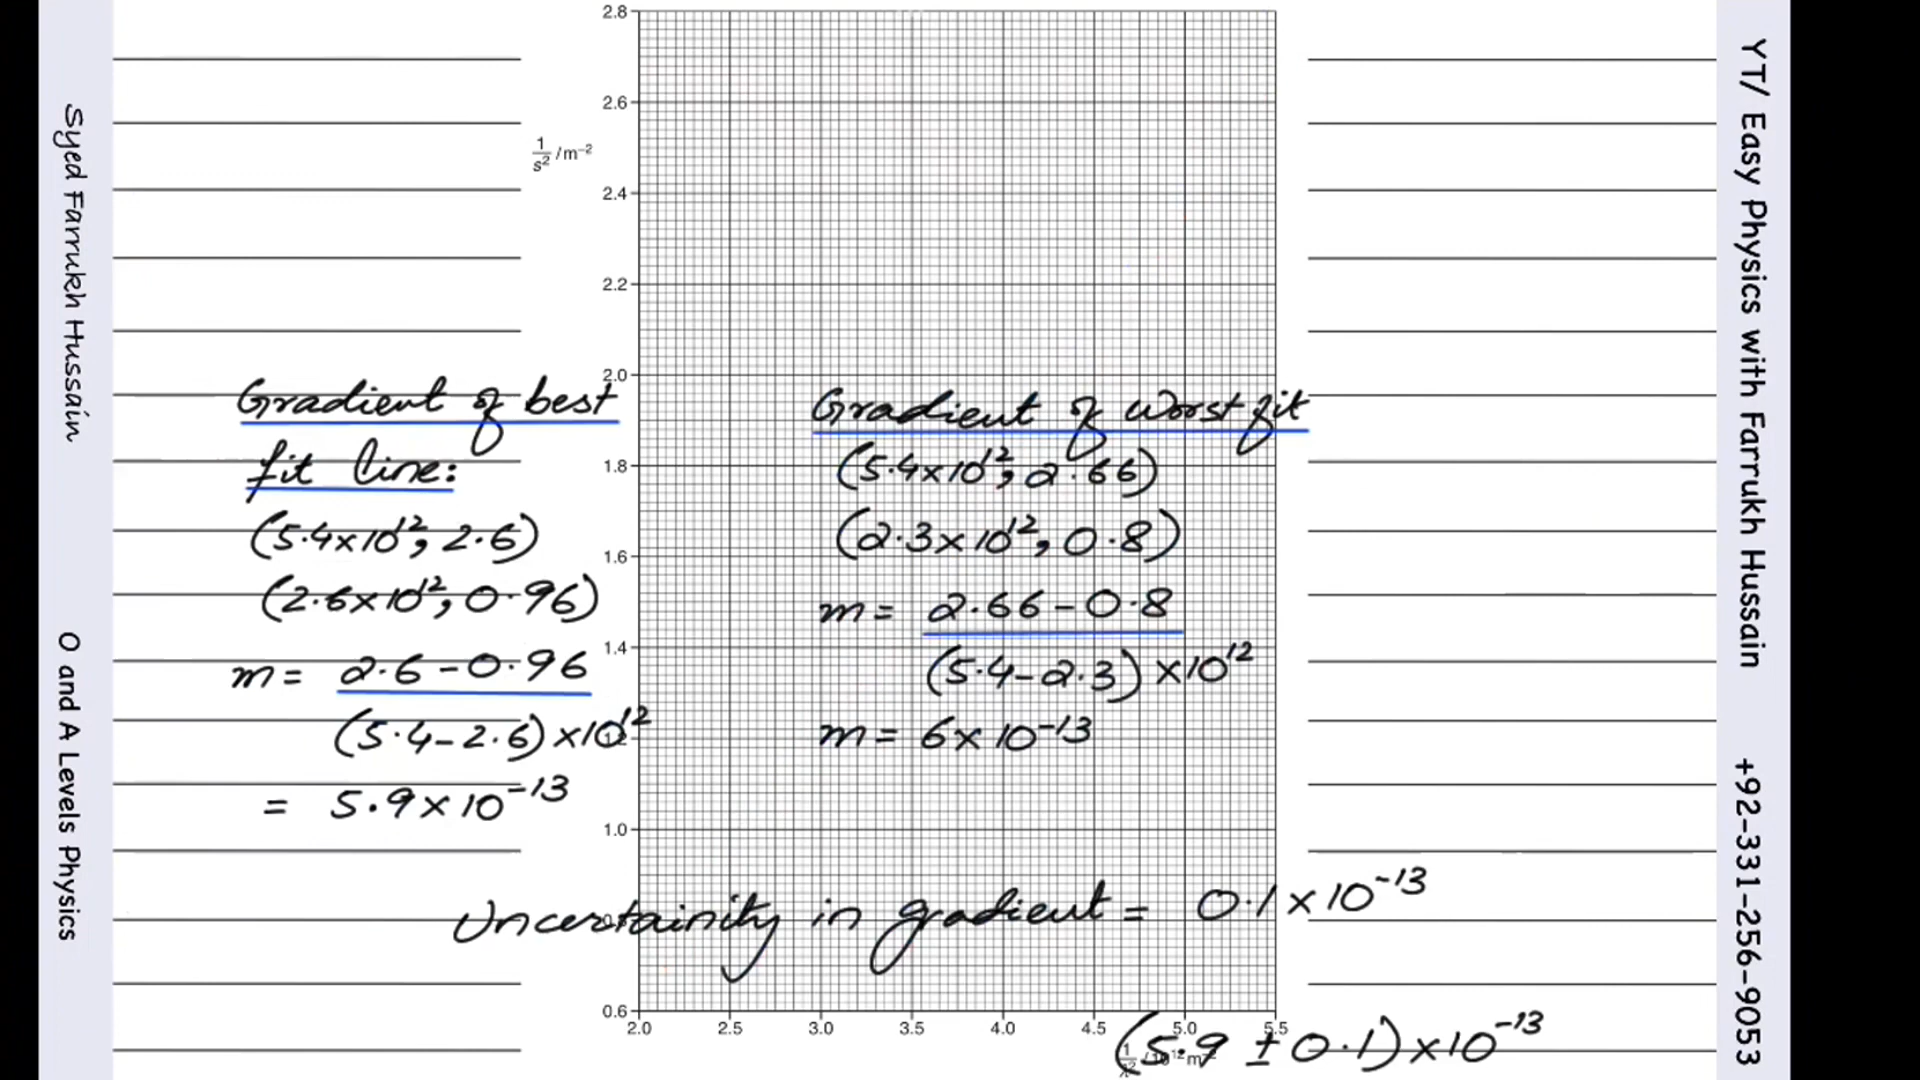 Syed Farrukh Hussain
O and A Levels Physics
YT/ Easy Physics with Farrukh Hussain
+92-331-256-9053
1/s² /m⁻²
2.8
2.6
2.4
2.2
2.0
1.8
1.6
1.4
1.0
0.6
2.0 2.5 3.0 3.5 4.0 4.5 5.0 5.5
Gradient of best
fit line:
(5.4×10¹², 2.6)
(2.6×10¹², 0.96)
m = 2.6 - 0.96
(5.4-2.6)×10¹²
= 5.9×10⁻¹³
Gradient of worst fit
(5.4×10¹², 2.66)
(2.3×10¹², 0.8)
m = 2.66 - 0.8
(5.4-2.3)×10¹²
m = 6×10⁻¹³
Uncertainity in gradient = 0.1×10⁻¹³
(5.9 ± 0.1)×10⁻¹³